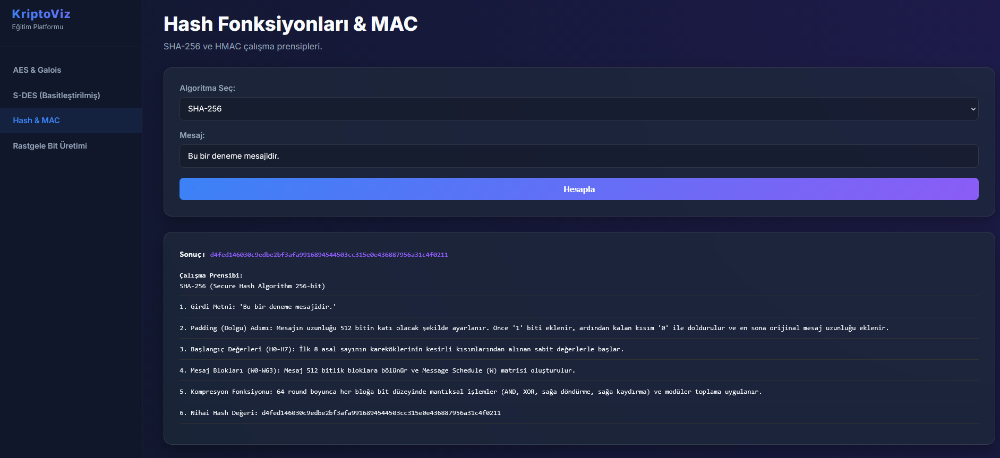 KriptoViz
Eğitim Platformu
AES & Galois
S-DES (Basitleştirilmiş)
Hash & MAC
Rastgele Bit Üretimi
Hash Fonksiyonları & MAC
SHA-256 ve HMAC çalışma prensipleri.
Algoritma Seç:
SHA-256
Mesaj:
Bu bir deneme mesajidir.
Hesapla
Sonuç: d4fed146030c9edbe2bf3afa9916894544503cc315e0e436887956a31c4f0211
Çalışma Prensibi:
SHA-256 (Secure Hash Algorithm 256-bit)
1. Girdi Metni: 'Bu bir deneme mesajidir.'
2. Padding (Dolgu) Adımı: Mesajın uzunluğu 512 bitin katı olacak şekilde ayarlanır. Önce '1' biti eklenir, ardından kalan kısım '0' ile doldurulur ve en sona orijinal mesaj uzunluğu eklenir.
3. Başlangıç Değerleri (H0-H7): İlk 8 asal sayının kareköklerinin kesirli kısımlarından alınan sabit değerlerle başlar.
4. Mesaj Blokları (W0-W63): Mesaj 512 bitlik bloklara bölünür ve Message Schedule (W) matrisi oluşturulur.
5. Kompresyon Fonksiyonu: 64 round boyunca her bloğa bit düzeyinde mantıksal işlemler (AND, XOR, sağa döndürme, sağa kaydırma) ve modüler toplama uygulanır.
6. Nihai Hash Değeri: d4fed146030c9edbe2bf3afa9916894544503cc315e0e436887956a31c4f0211